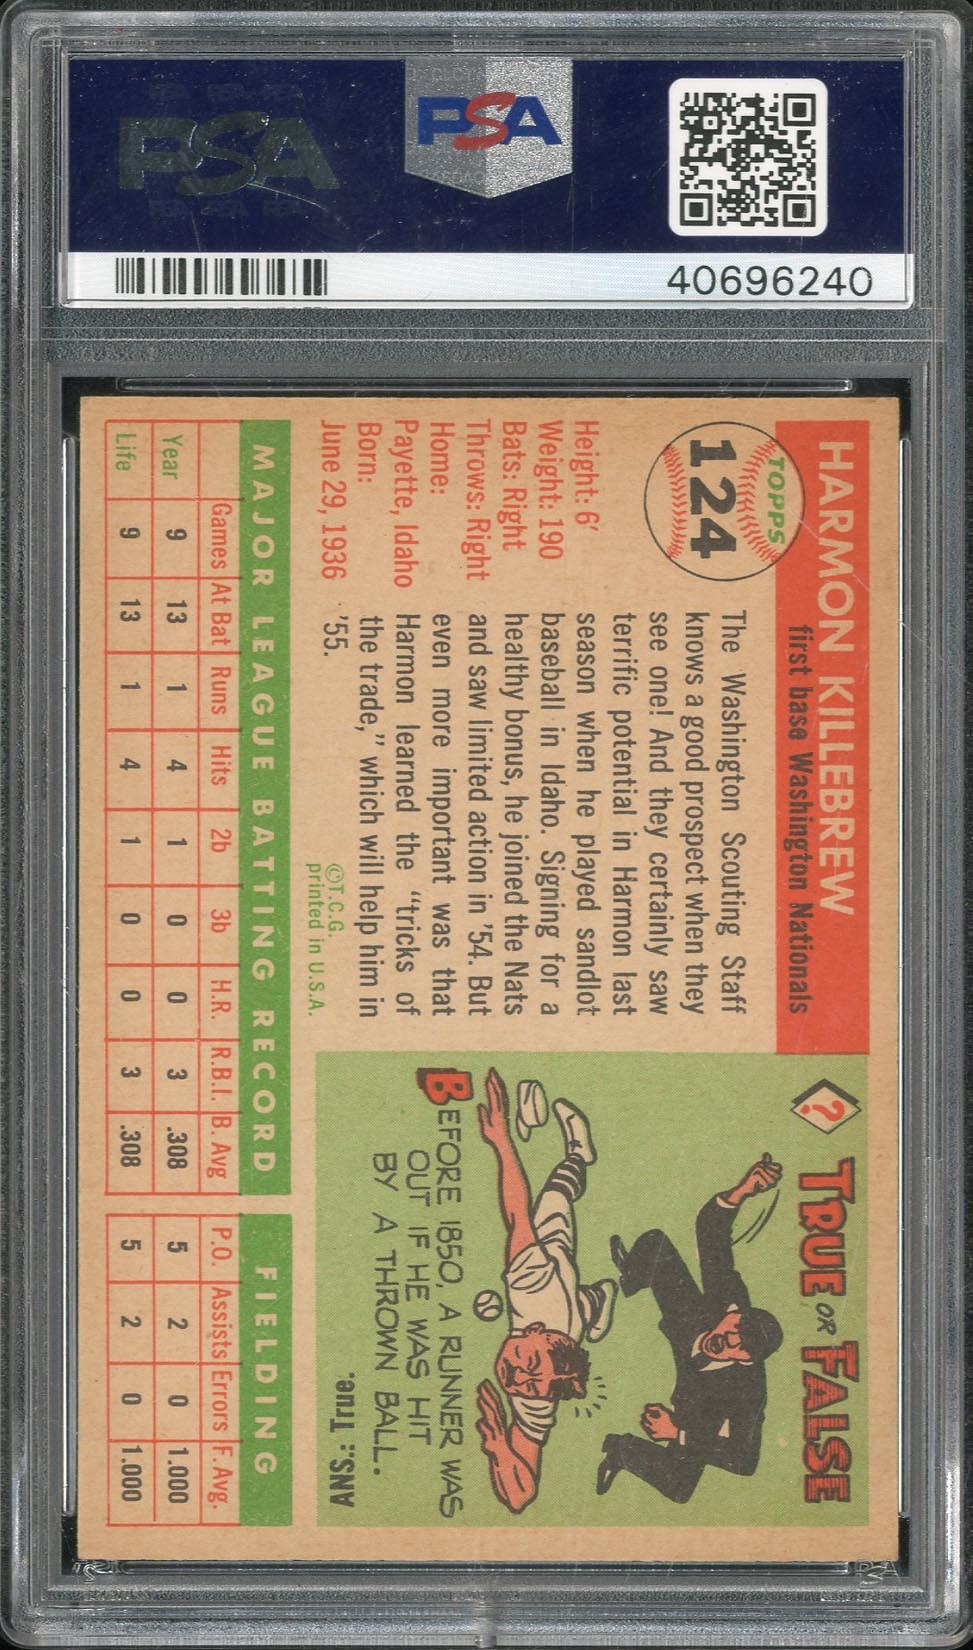 PSA
PSA
40696240
HARMON KILLEBREW
first base Washington Nationals
TOPPS
124
Height: 6'
Weight: 190
Bats: Right
Throws: Right
Home:
Payette, Idaho
Born:
June 29, 1936
The Washington Scouting Staff
knows a good prospect when they
see one! And they certainly saw
terrific potential in Harmon last
season when he played sandlot
baseball in Idaho. Signing for a
healthy bonus, he joined the Nats
and saw limited action in '54. But
even more important was that
Harmon learned the "tricks of
the trade," which will help him in
'55.
©T.C.G.
printed in U.S.A.
?
TRUE OR FALSE
BEFORE 1850, A RUNNER WAS
OUT IF HE WAS HIT
BY A THROWN BALL.
ANS: True.
MAJOR LEAGUE BATTING RECORD FIELDING
Games At Bat Runs Hits 2b 3b H.R. R.B.I. B. Avg P.O. Assists Errors F. Avg.
Year 9 13 1 4 1 0 0 3 .308 5 2 0 1.000
Life 9 13 1 4 1 0 0 3 .308 5 2 0 1.000